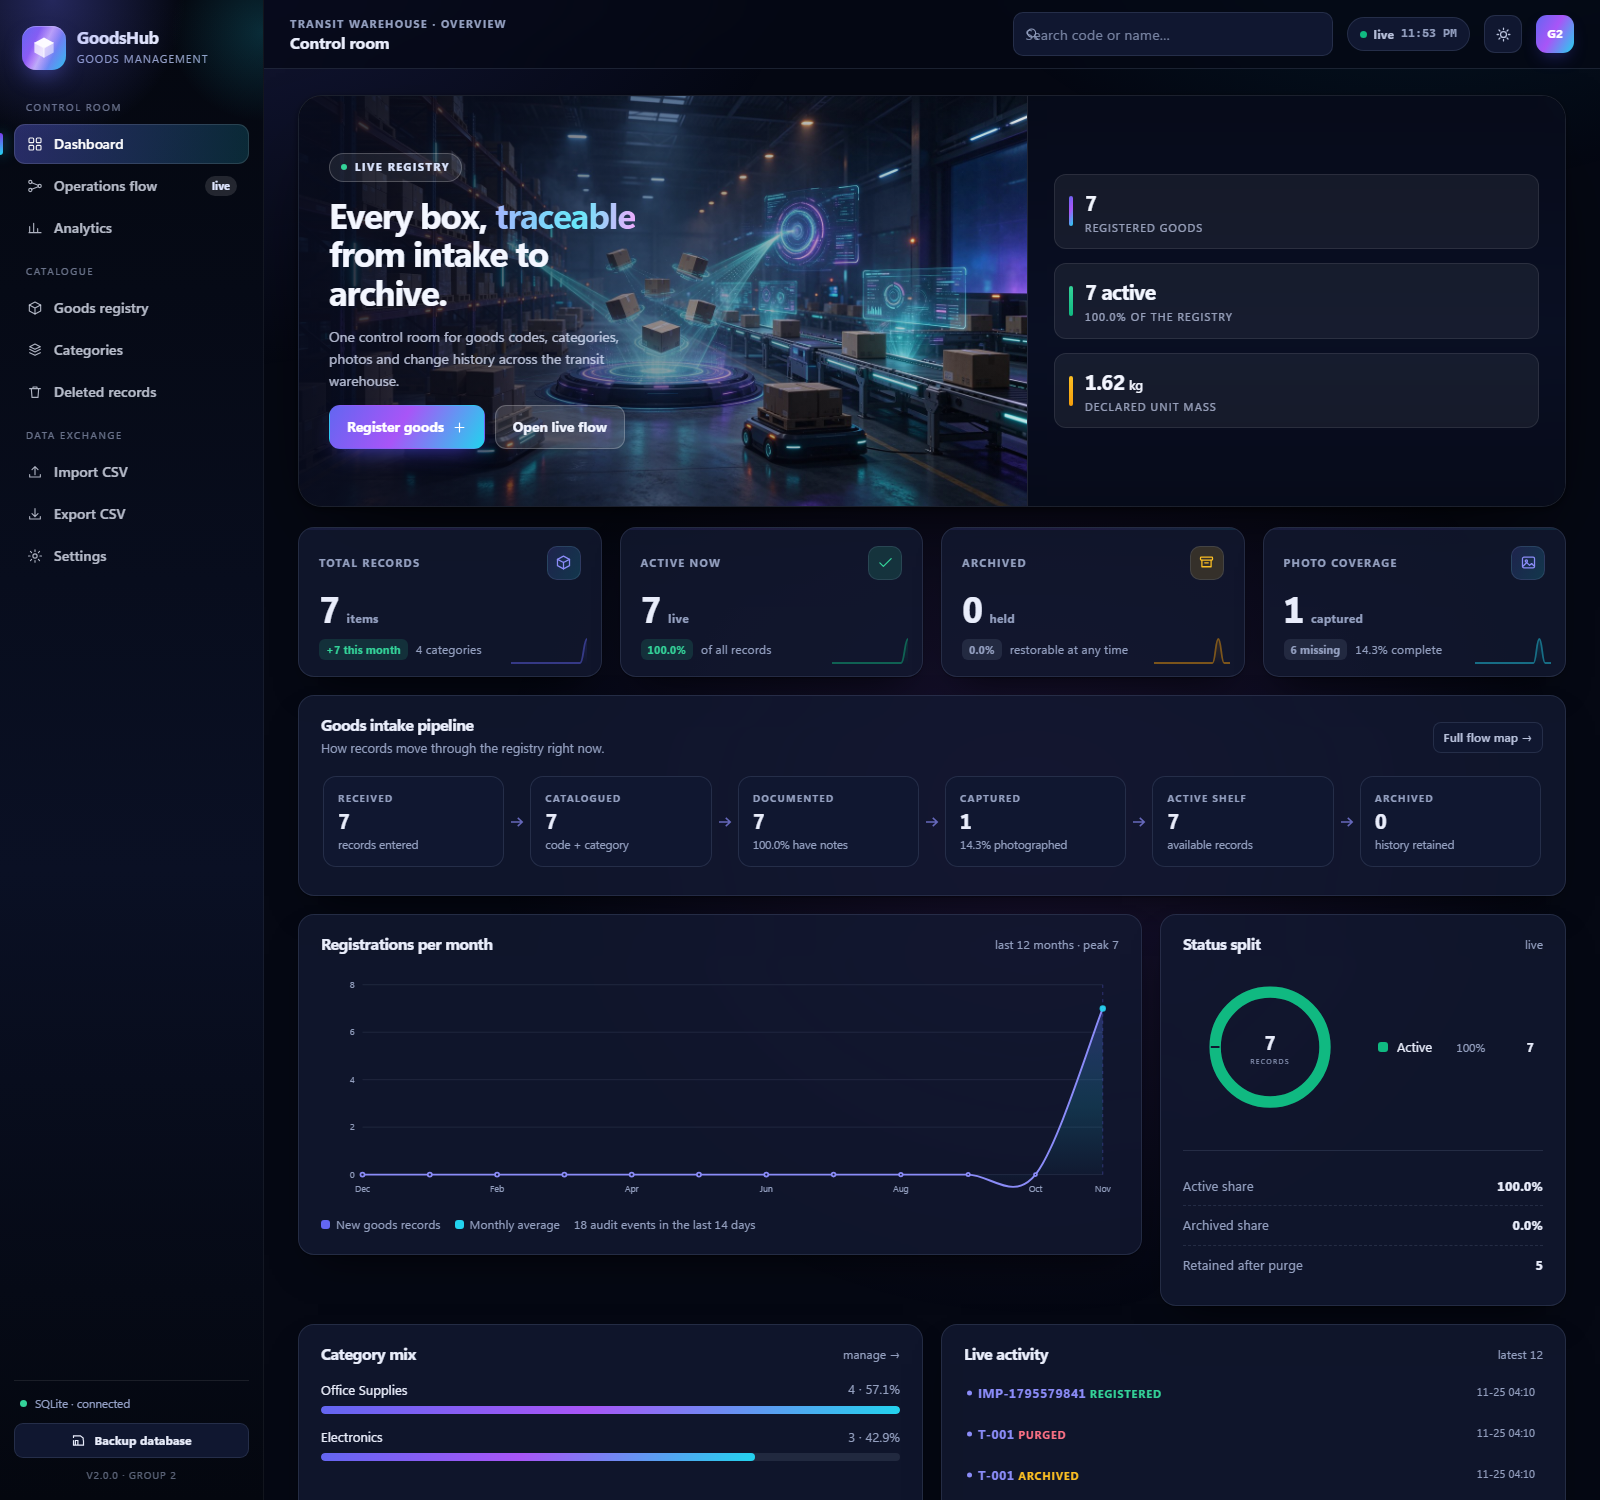 GoodsHub
GOODS MANAGEMENT
CONTROL ROOM
Dashboard
Operations flow live
Analytics
CATALOGUE
Goods registry
Categories
Deleted records
DATA EXCHANGE
Import CSV
Export CSV
Settings
SQLite · connected
Backup database
V2.0.0 · GROUP 2
TRANSIT WAREHOUSE · OVERVIEW
Control room
Search code or name...
live 11:53 PM
G2
LIVE REGISTRY
Every box, traceable
from intake to
archive.
One control room for goods codes, categories,
photos and change history across the transit
warehouse.
Register goods +
Open live flow
7
REGISTERED GOODS
7 active
100.0% OF THE REGISTRY
1.62 kg
DECLARED UNIT MASS
TOTAL RECORDS
7 items
+7 this month 4 categories
ACTIVE NOW
7 live
100.0% of all records
ARCHIVED
0 held
0.0% restorable at any time
PHOTO COVERAGE
1 captured
6 missing 14.3% complete
Goods intake pipeline
How records move through the registry right now.
Full flow map →
RECEIVED
7
records entered
→
CATALOGUED
7
code + category
→
DOCUMENTED
7
100.0% have notes
→
CAPTURED
1
14.3% photographed
→
ACTIVE SHELF
7
available records
→
ARCHIVED
0
history retained
Registrations per month
last 12 months · peak 7
8
6
4
2
0
Dec Feb Apr Jun Aug Oct Nov
New goods records Monthly average 18 audit events in the last 14 days
Status split
live
7
RECORDS
Active 100% 7
Active share 100.0%
Archived share 0.0%
Retained after purge 5
Category mix
manage →
Office Supplies 4 · 57.1%
Electronics 3 · 42.9%
Live activity
latest 12
IMP-1795579841 REGISTERED 11-25 04:10
T-001 PURGED 11-25 04:10
T-001 ARCHIVED 11-25 04:10